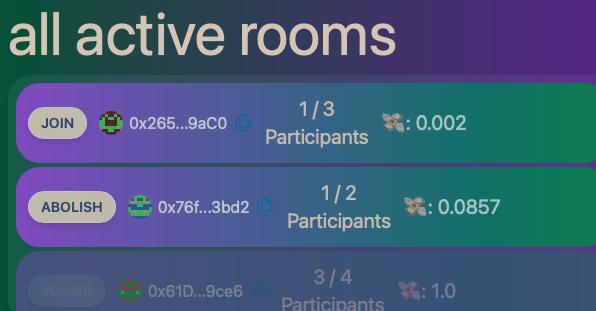 all active rooms
JOIN 0x265...9aC0 1 / 3 Participants : 0.002
ABOLISH 0x76f...3bd2 1 / 2 Participants : 0.0857
JOINED 0x61D...9ce6 3 / 4 Participants : 1.0